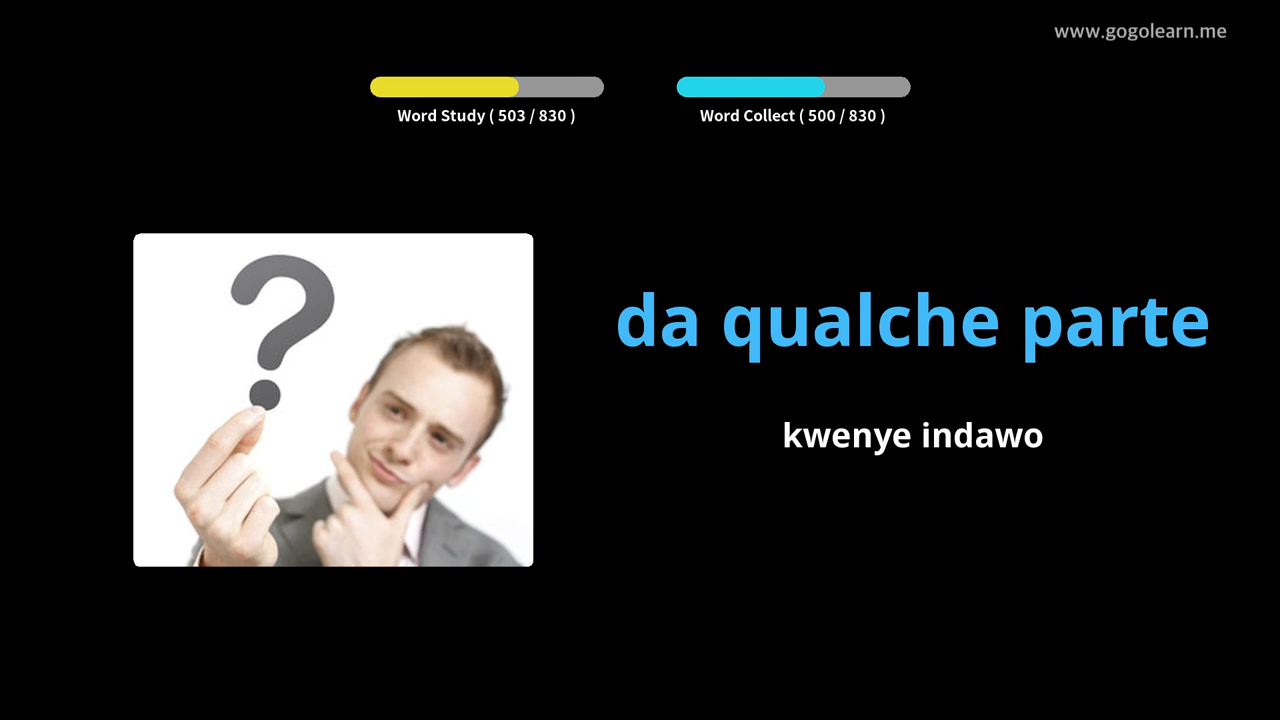 www.gogolearn.me
Word Study ( 503 / 830 )
Word Collect ( 500 / 830 )
?
da qualche parte
kwenye indawo